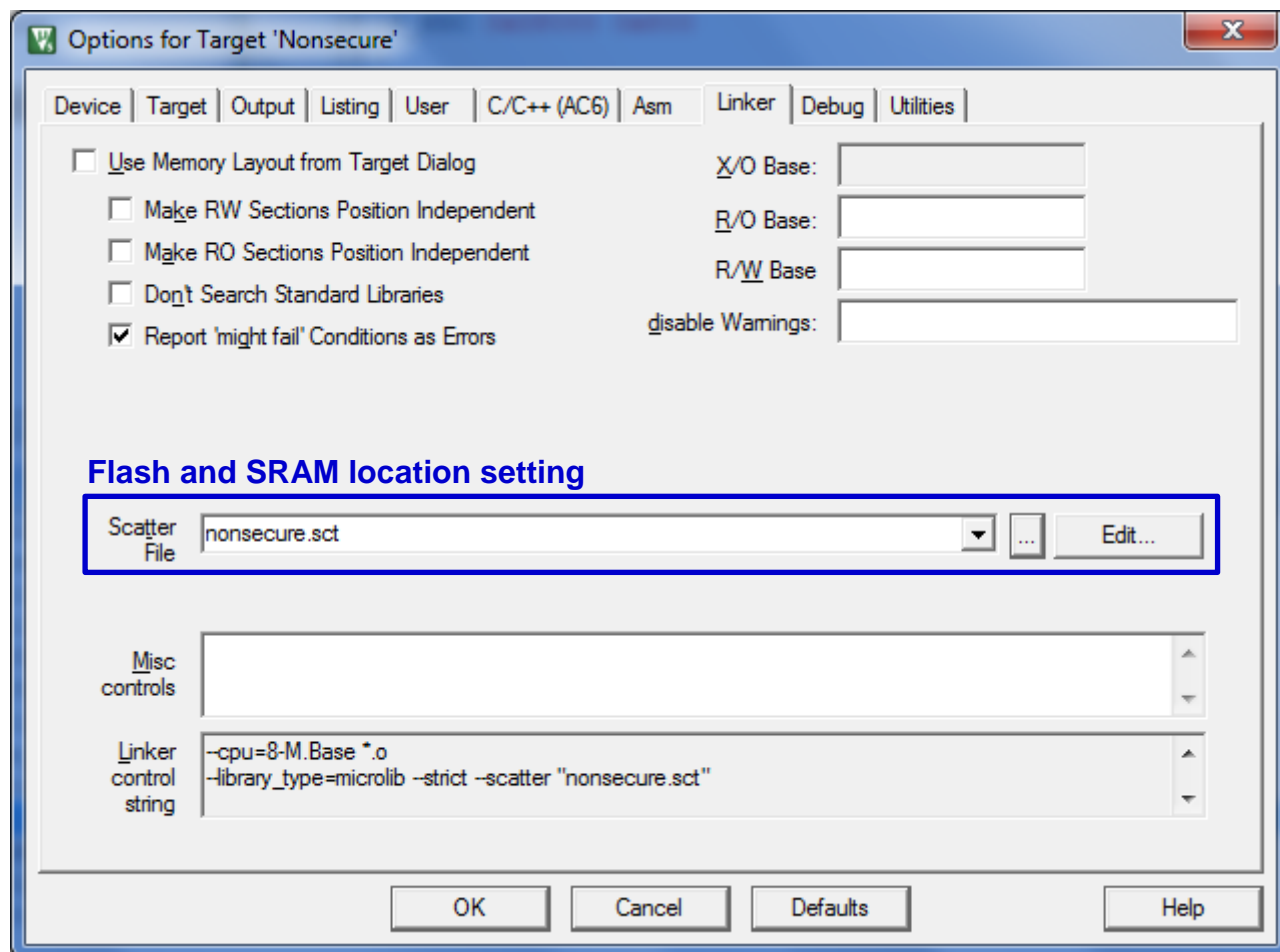 Options for Target 'Nonsecure'
Device Target Output Listing User C/C++ (AC6) Asm Linker Debug Utilities
Use Memory Layout from Target Dialog
Make RW Sections Position Independent
Make RO Sections Position Independent
Don't Search Standard Libraries
Report 'might fail' Conditions as Errors
X/O Base:
R/O Base:
R/W Base
disable Warnings:
Flash and SRAM location setting
Scatter
File
nonsecure.sct
...
Edit...
Misc
controls
Linker
control
string
--cpu=8-M.Base *.o
--library_type=microlib --strict --scatter "nonsecure.sct"
OK
Cancel
Defaults
Help